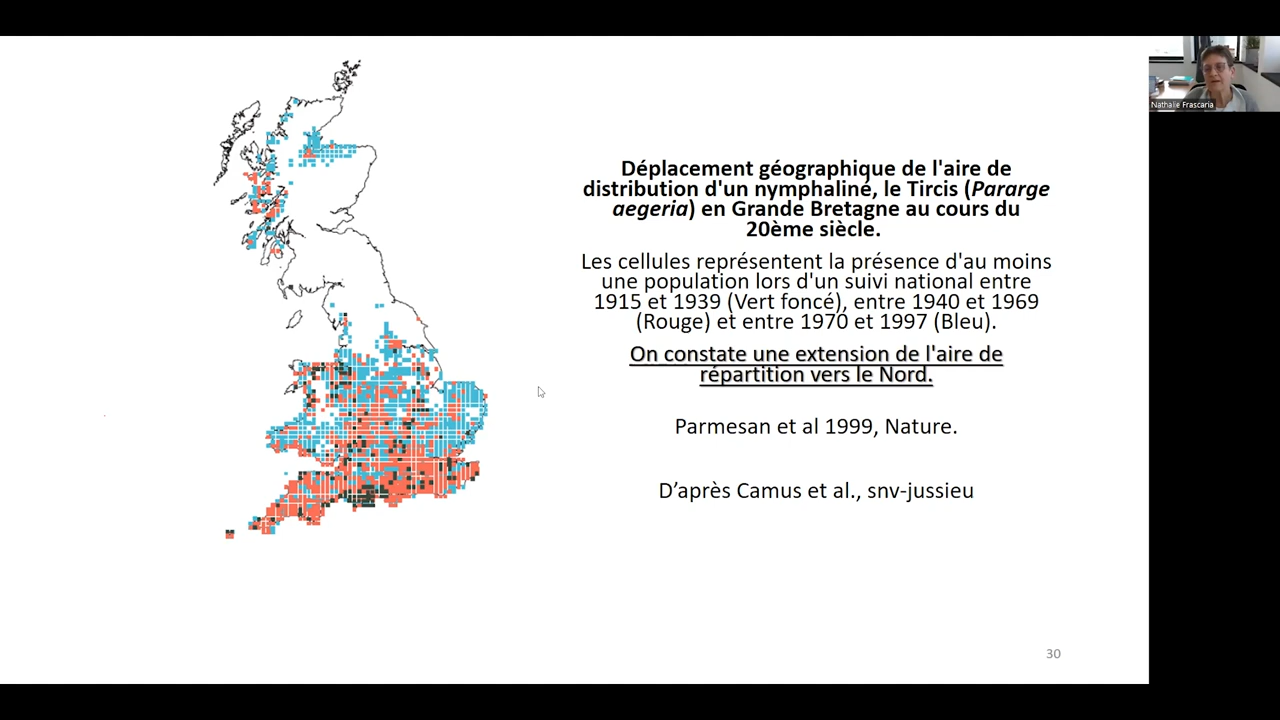 Nathalie Frascaria
Déplacement géographique de l'aire de
distribution d'un nymphaliné, le Tircis (Pararge
aegeria) en Grande Bretagne au cours du
20ème siècle.
Les cellules représentent la présence d'au moins
une population lors d'un suivi national entre
1915 et 1939 (Vert foncé), entre 1940 et 1969
(Rouge) et entre 1970 et 1997 (Bleu).
On constate une extension de l'aire de
répartition vers le Nord.
Parmesan et al 1999, Nature.
D’après Camus et al., snv-jussieu
30